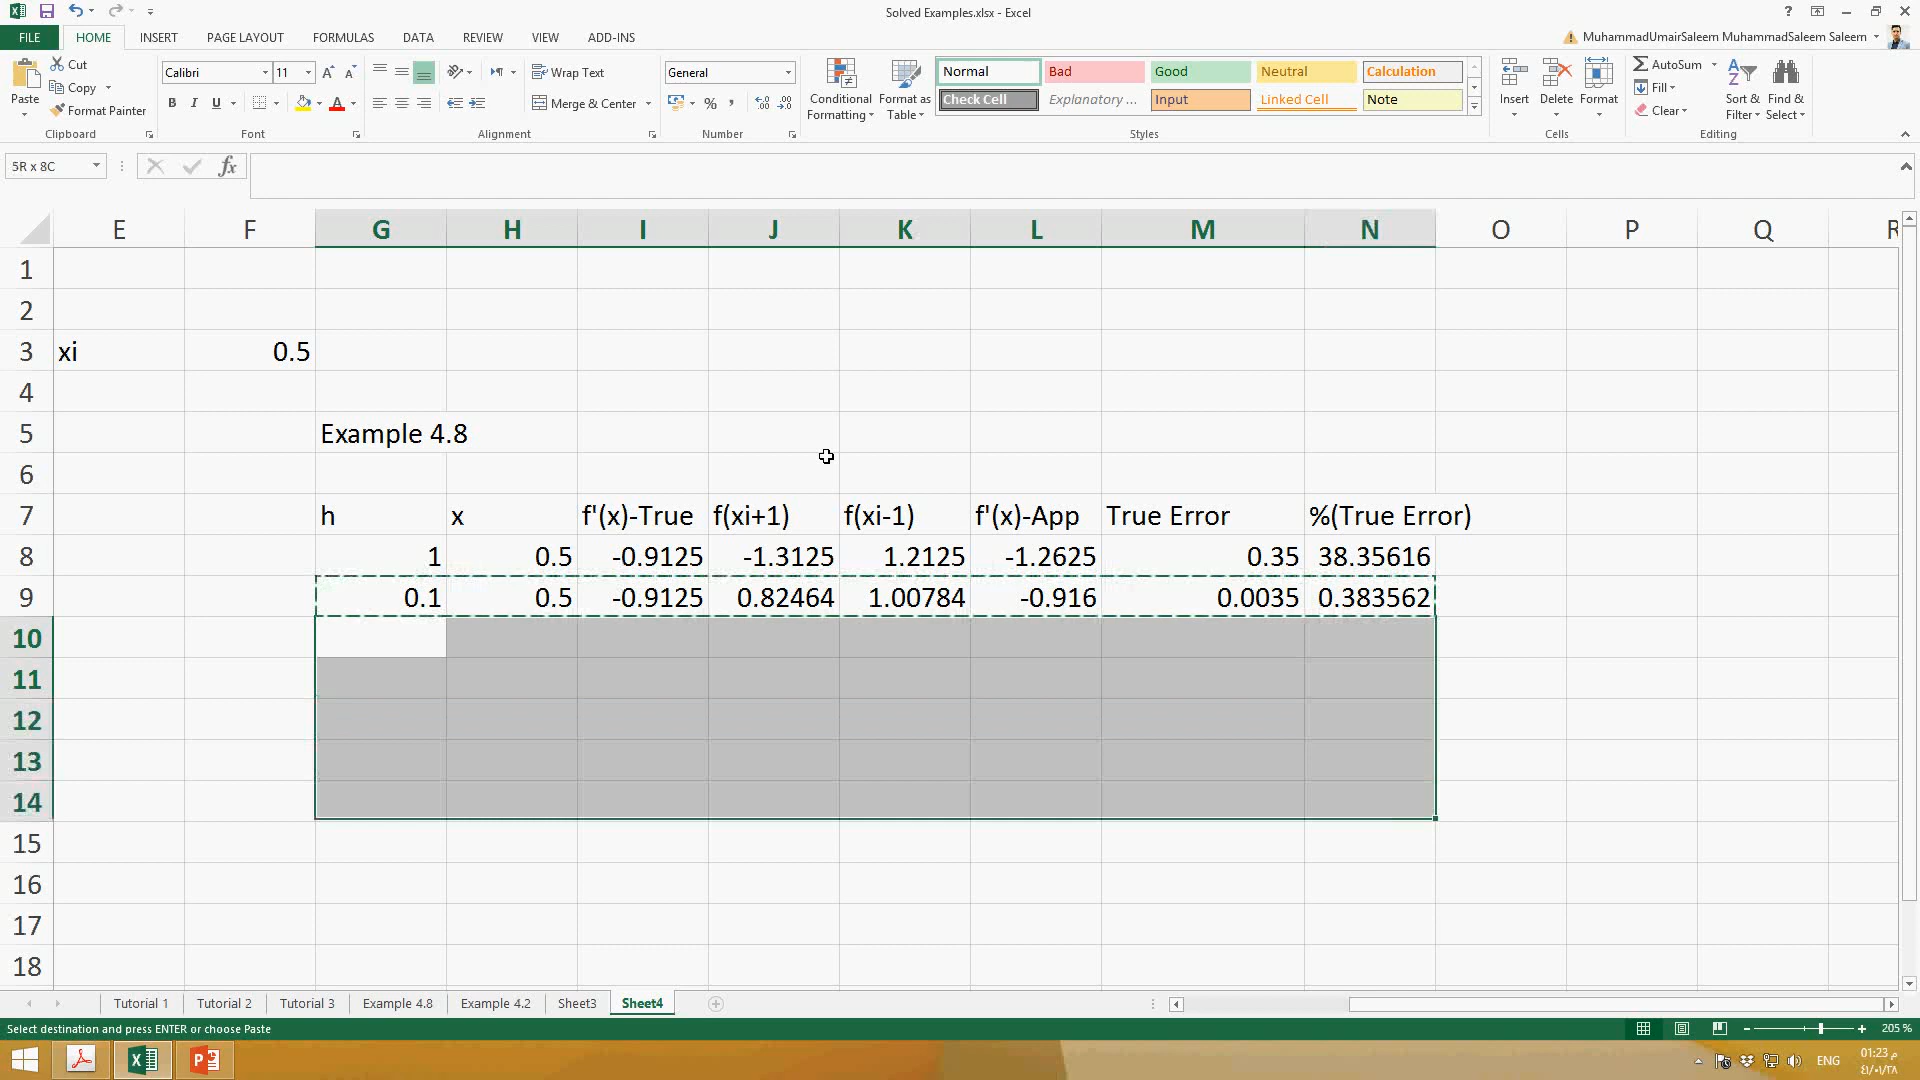 Solved Examples.xlsx - Excel
?
FILE HOME INSERT PAGE LAYOUT FORMULAS DATA REVIEW VIEW ADD-INS
MuhammadUmairSaleem MuhammadSaleem Saleem
Paste
Cut
Copy
Format Painter
Clipboard
Calibri 11
B I U
Font
Wrap Text
Merge & Center
Alignment
General
%
Number
Conditional
Formatting
Format as
Table
Normal Bad Good Neutral Calculation
Check Cell Explanatory ... Input Linked Cell Note
Styles
Insert Delete Format
Cells
AutoSum
Fill
Clear
Sort &
Filter
Find &
Select
Editing
5R x 8C fx
E F G H I J K L M N O P Q R
1
2
3 xi 0.5
4
5 Example 4.8
6
7 h x f'(x)-True f(xi+1) f(xi-1) f'(x)-App True Error %(True Error)
8 1 0.5 -0.9125 -1.3125 1.2125 -1.2625 0.35 38.35616
9 0.1 0.5 -0.9125 0.82464 1.00784 -0.916 0.0035 0.383562
10
11
12
13
14
15
16
17
18
Tutorial 1 Tutorial 2 Tutorial 3 Example 4.8 Example 4.2 Sheet3 Sheet4
Select destination and press ENTER or choose Paste
205 %
ENG
01:23 م
٤١/٠١/٢٨